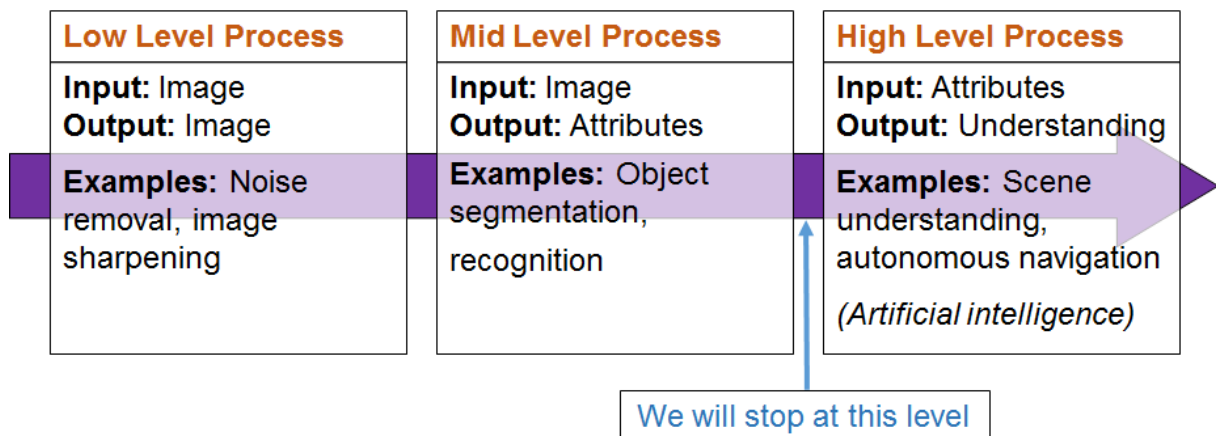 Low Level Process
Input: Image
Output: Image
Examples: Noise
removal, image
sharpening
Mid Level Process
Input: Image
Output: Attributes
Examples: Object
segmentation,
recognition
High Level Process
Input: Attributes
Output: Understanding
Examples: Scene
understanding,
autonomous navigation
(Artificial intelligence)
We will stop at this level